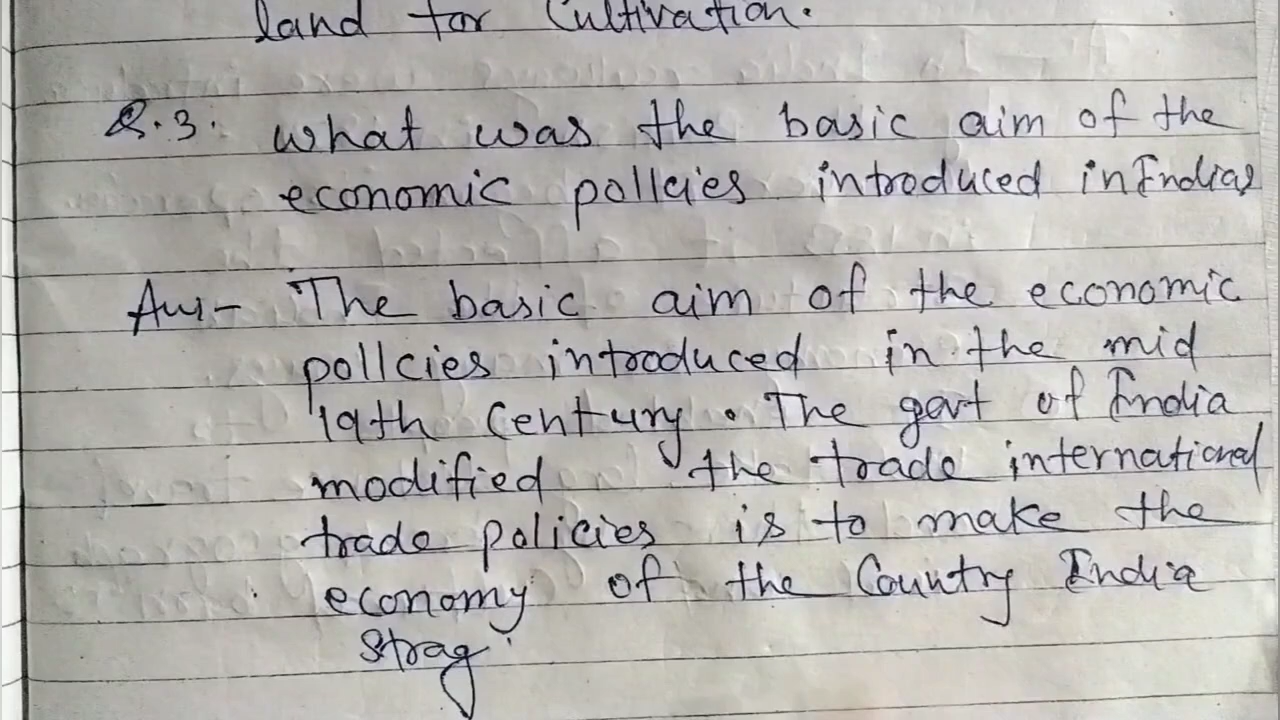 land for Cultivation.
Q.3. what was the basic aim of the
economic pollcies introduced in India?
Ans- The basic aim of the economic
pollcies introduced in the mid
19th Century. The govt of India
modified the trade international
trade policies is to make the
economy of the Country India
strag